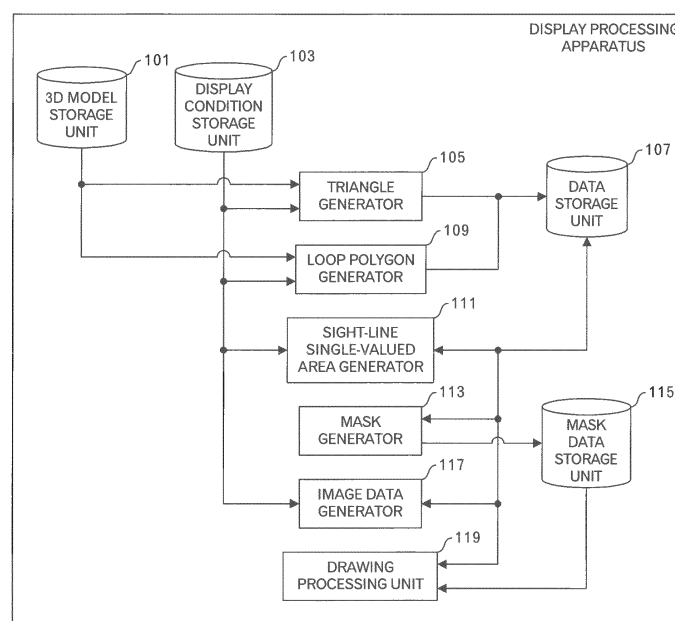 DISPLAY PROCESSING
APPARATUS
101
3D MODEL
STORAGE
UNIT
103
DISPLAY
CONDITION
STORAGE
UNIT
105
TRIANGLE
GENERATOR
107
DATA
STORAGE
UNIT
109
LOOP POLYGON
GENERATOR
111
SIGHT-LINE
SINGLE-VALUED
AREA GENERATOR
113
MASK
GENERATOR
115
MASK
DATA
STORAGE
UNIT
117
IMAGE DATA
GENERATOR
119
DRAWING
PROCESSING UNIT